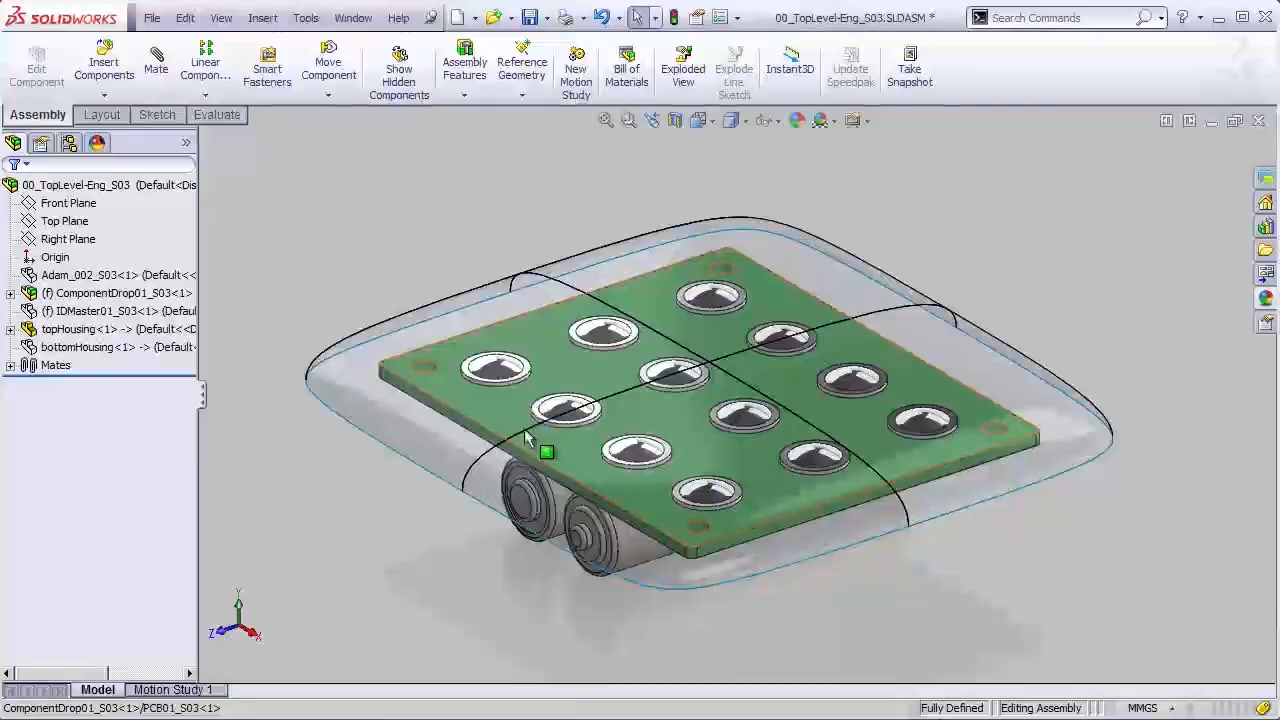 SOLIDWORKS File Edit View Insert Tools Window Help 00_TopLevel-Eng_S03.SLDASM * Search Commands
Edit Component
Insert Components
Mate
Linear Compon...
Smart Fasteners
Move Component
Show Hidden Components
Assembly Features
Reference Geometry
New Motion Study
Bill of Materials
Exploded View
Explode Line Sketch
Instant3D
Update Speedpak
Take Snapshot
Assembly Layout Sketch Evaluate
00_TopLevel-Eng_S03 (Default<Dis
Front Plane
Top Plane
Right Plane
Origin
Adam_002_S03<1> (Default<<
(f) ComponentDrop01_S03<1>
(f) IDMaster01_S03<1> (Default
topHousing<1> -> (Default<<D
bottomHousing<1> -> (Default
Mates
Y
Z X
Model Motion Study 1
ComponentDrop01_S03<1>/PCB01_S03<1> Fully Defined Editing Assembly MMGS